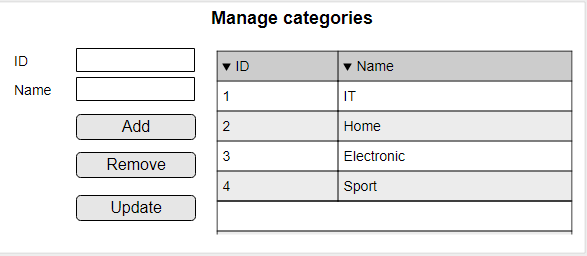 Manage categories
ID
Name
Add
Remove
Update
▼ ID ▼ Name
1 IT
2 Home
3 Electronic
4 Sport